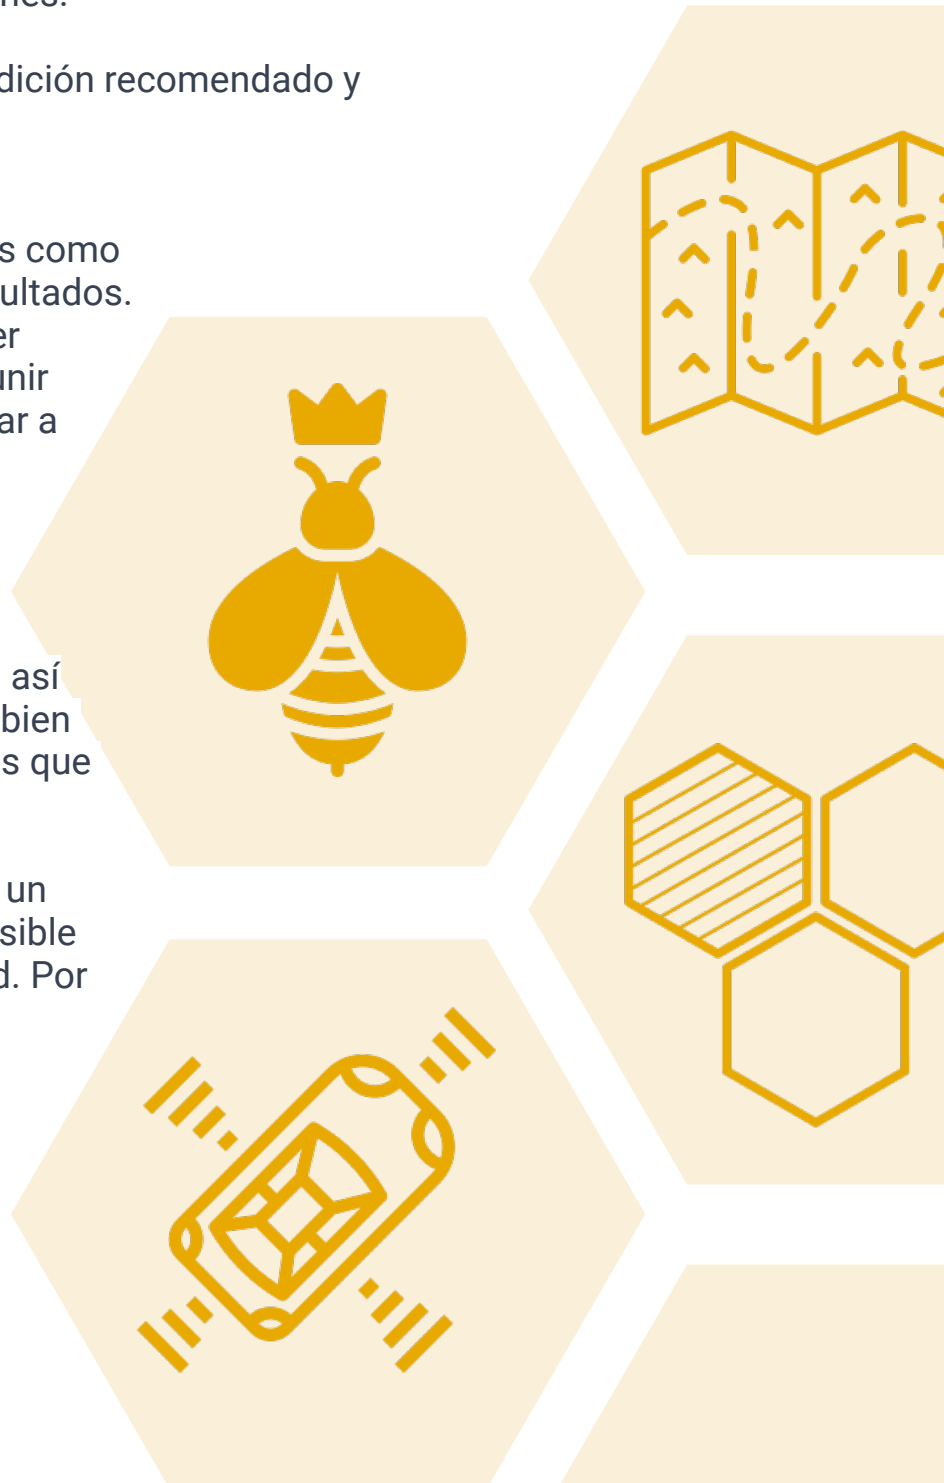 dición recomendado y
s como
ultados.
er
unir
ar a
así
bien
s que
un
sible
d. Por